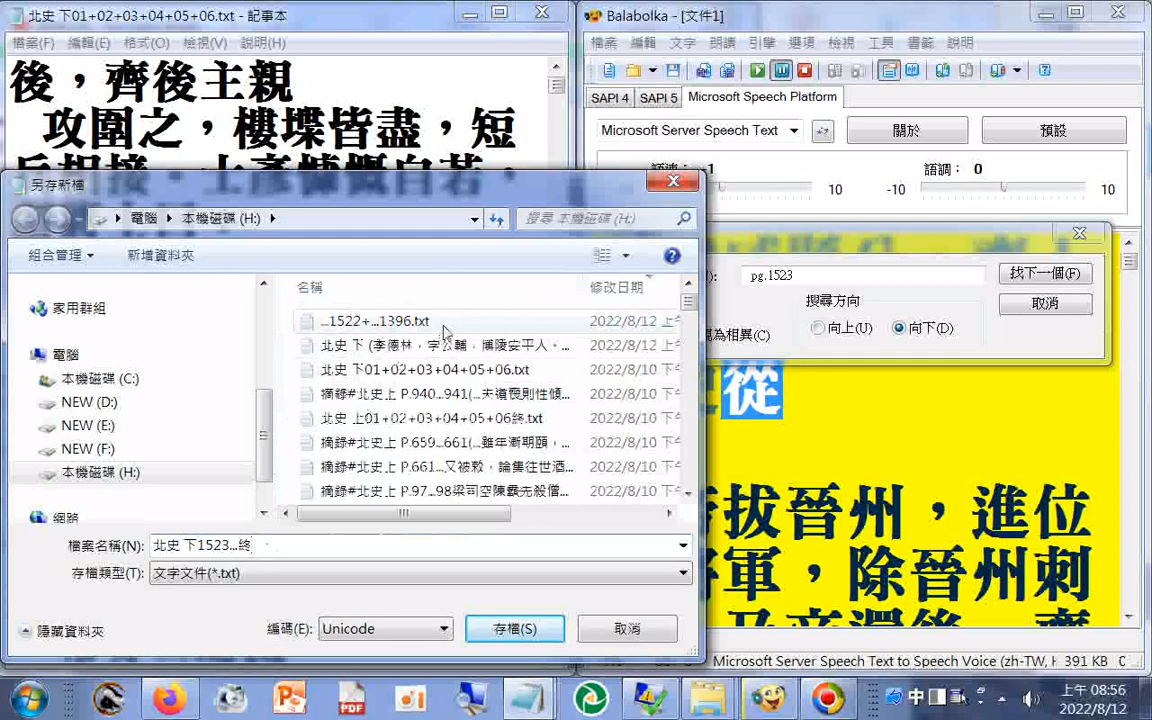 北史 下01+02+03+04+05+06.txt - 記事本
檔案(F) 編輯(E) 格式(O) 檢視(V) 說明(H)
後，齊後主親
攻圍之，樓堞皆盡，短
Balabolka - [文件1]
檔案 編輯 文字 朗讀 引擎 選項 檢視 工具 書籤 說明
SAPI 4 SAPI 5 Microsoft Speech Platform
Microsoft Server Speech Text 關於 預設
語調： 0
10 -10 10
另存新檔
電腦 本機磁碟 (H:) 搜尋 本機磁碟 (H:)
組合管理 新增資料夾
名稱 修改日期
家用群組
電腦
本機磁碟 (C:)
NEW (D:)
NEW (E:)
NEW (F:)
本機磁碟 (H:)
網路
...1522+...1396.txt 2022/8/12 上
北史 下 (李德林，字公輔，博陵安平人。... 2022/8/12 上
北史 下01+02+03+04+05+06.txt 2022/8/12
摘錄#北史上 P.940...941( 2022/8/10 下
北史 上01+02+03+04+05+06終.txt 2022/8/10 下
摘錄#北史上 P.659...661(...雖年漸期頤，... 2022/8/10 下
摘錄#北史上 P.661...又被敕，論集往世酒... 2022/8/10 下
摘錄#北史上 P.97...98梁司空陳霸先殺僧... 2022/8/10 下
檔案名稱(N): 北史 下1523...終
存檔類型(T): 文字文件(*.txt)
隱藏資料夾 編碼(E): Unicode 存檔(S) 取消
): pg.1523 找下一個(F)
搜尋方向 取消
為相異(C) 向上(U) 向下(D)
從
拔晉州，進位
將軍，除晉州刺
Microsoft Server Speech Text to Speech Voice (zh-TW, H 391 KB
中
上午 08:56
2022/8/12